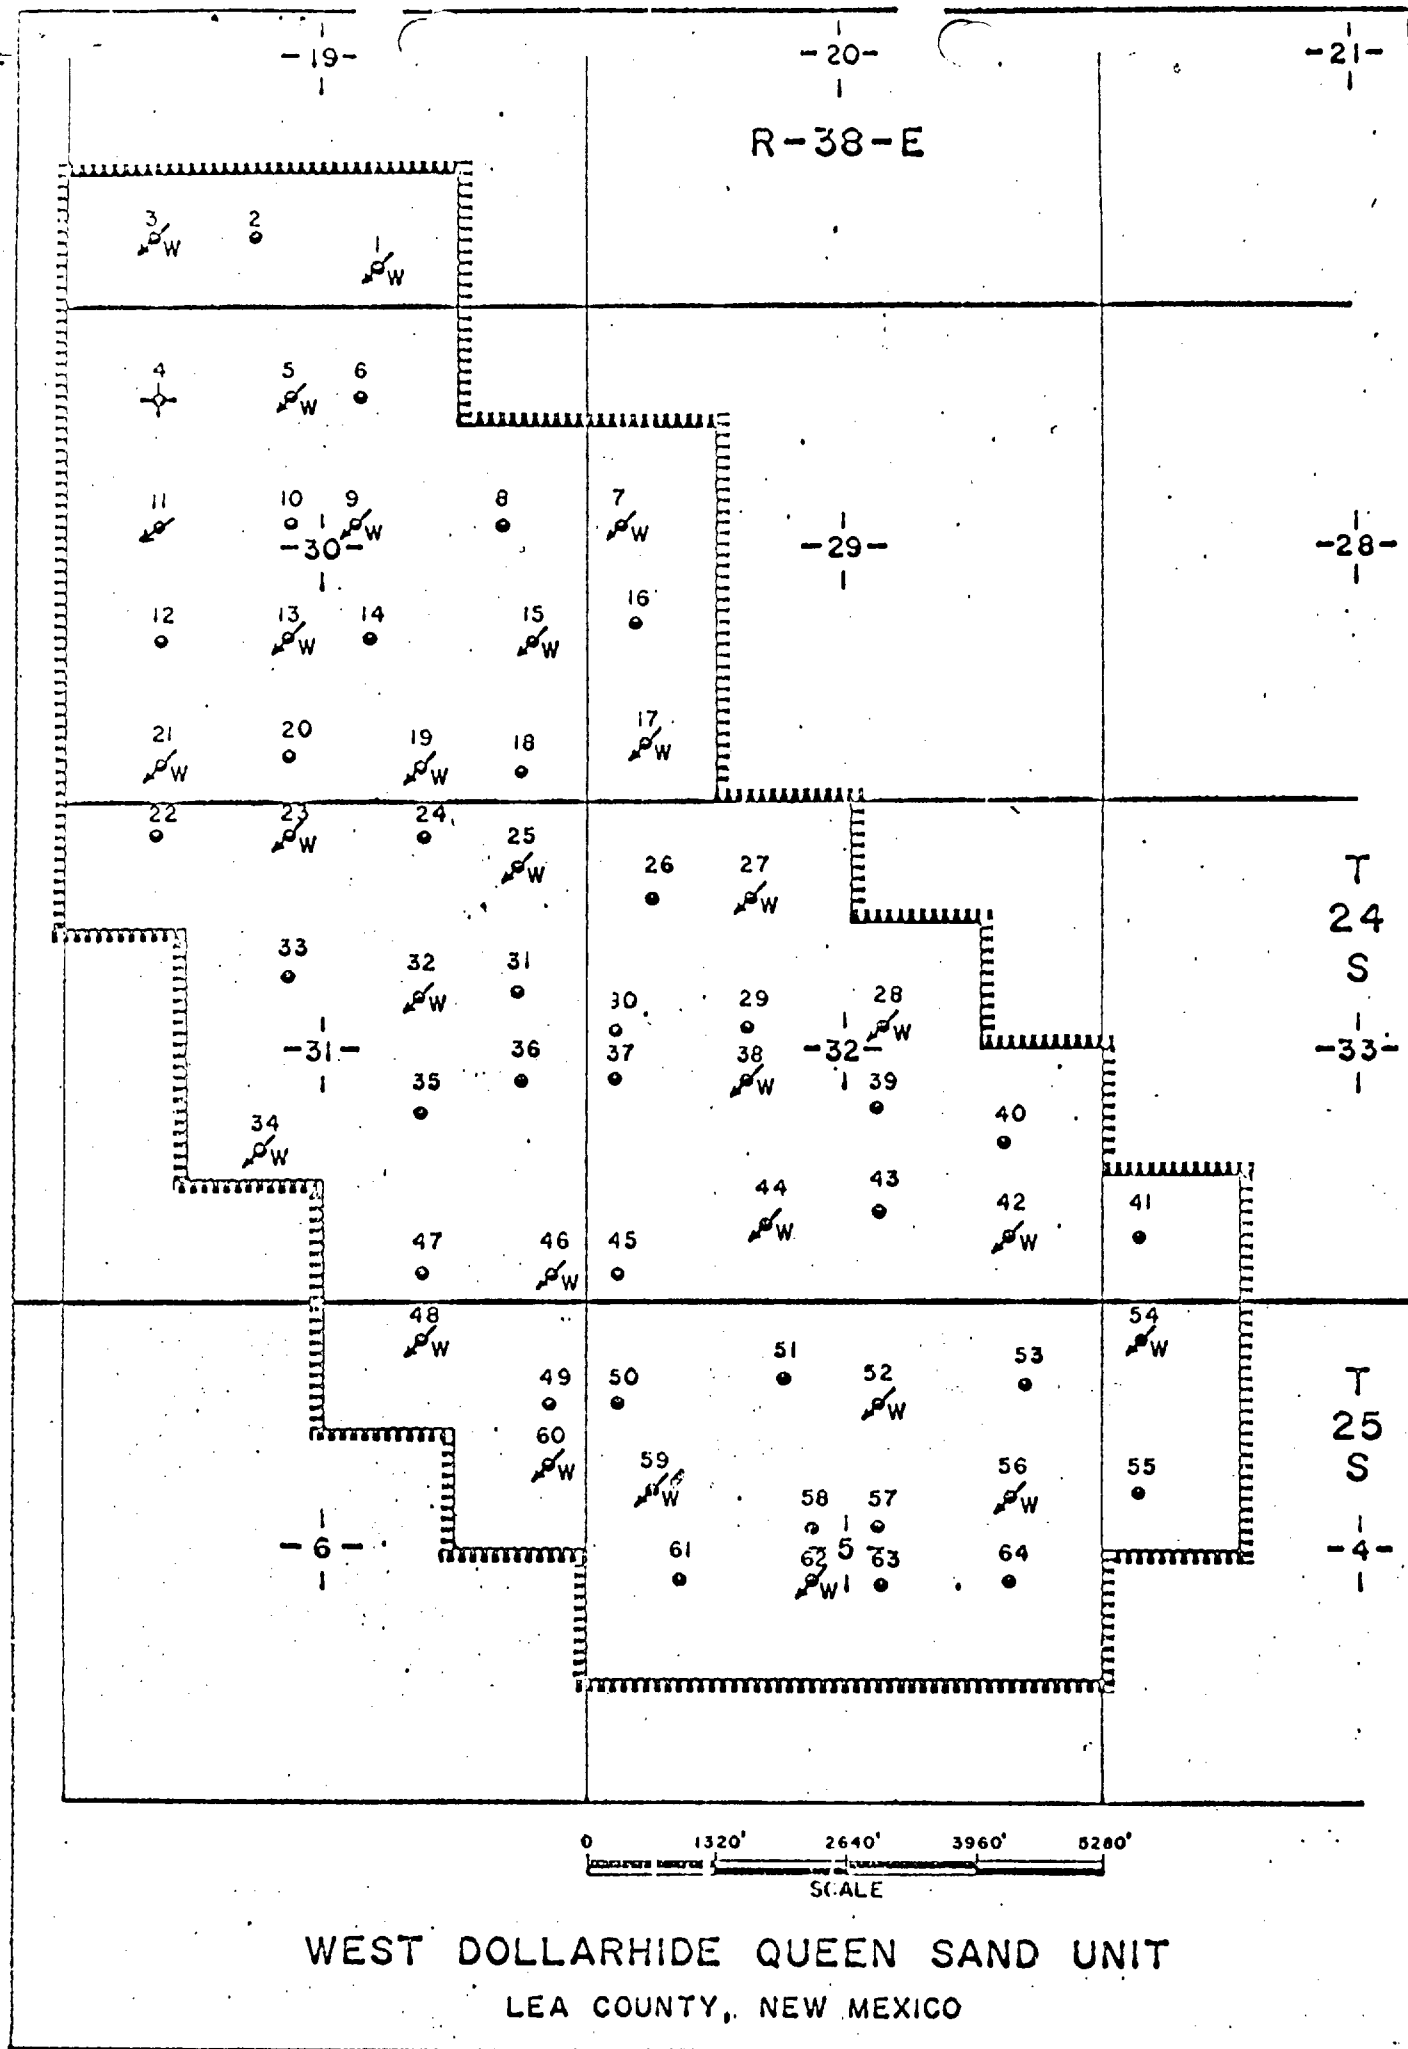 -19- -20- -21-
R-38-E
3 2 1
W W
4 5 6
W
11 10 9 8 7
W W
-30- -29- -28-
12 13 14 15 16
W W
21 20 19 18 17
W W W
22 23 24 25 26 27
W W W
T
24
S
33 32 31 30 29 28
W W
-31- -32- -33-
36 37 38 39
35 W
34 40
W
44 43 42 41
W W
47 46 45
W
48 54
W W
51 52 53
W
49 50
T
25
S
60 59 56 55
W W W
58 57
-6- -5- -4-
61 62 63 64
W
0 1320' 2640' 3960' 5280'
SCALE
WEST DOLLARHIDE QUEEN SAND UNIT
LEA COUNTY, NEW MEXICO